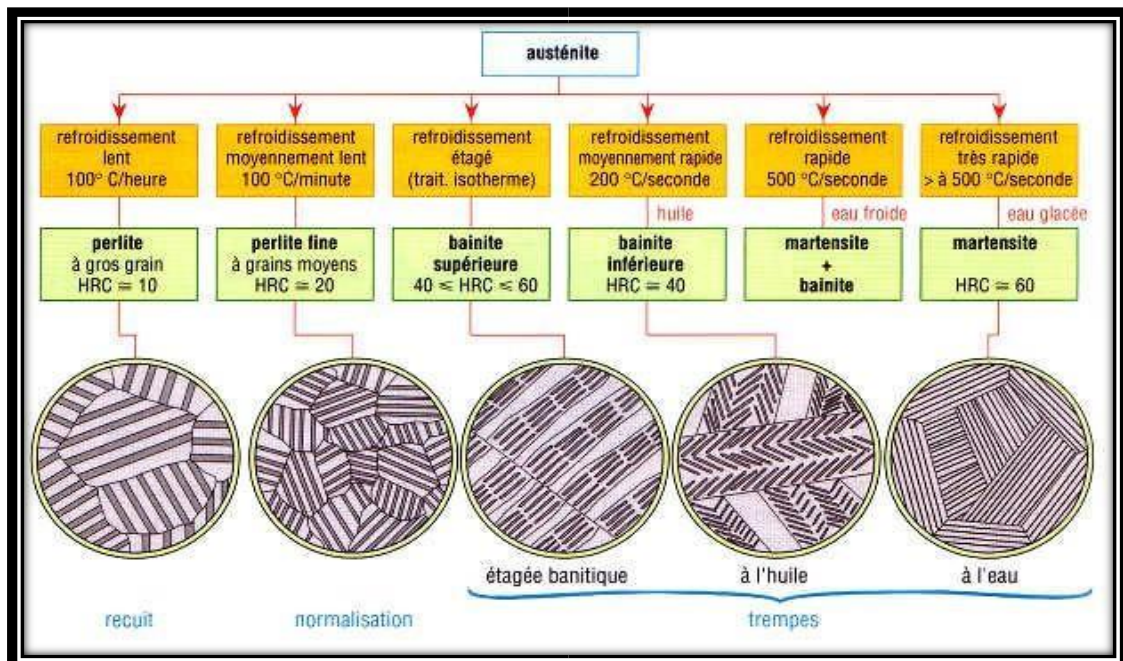 austénite
refroidissement
lent
100° C/heure
refroidissement
moyennement lent
100 °C/minute
refroidissement
étagé
(trait. isotherme)
refroidissement
moyennement rapide
200 °C/seconde
refroidissement
rapide
500 °C/seconde
refroidissement
très rapide
> à 500 °C/seconde
huile
eau froide
eau glacée
perlite
à gros grain
HRC ≃ 10
perlite fine
à grains moyens
HRC ≃ 20
bainite
supérieure
40 ⩽ HRC ⩽ 60
bainite
inférieure
HRC ≃ 40
martensite
+
bainite
martensite
HRC ≃ 60
étagée banitique
à l'huile
à l'eau
recuit
normalisation
trempes